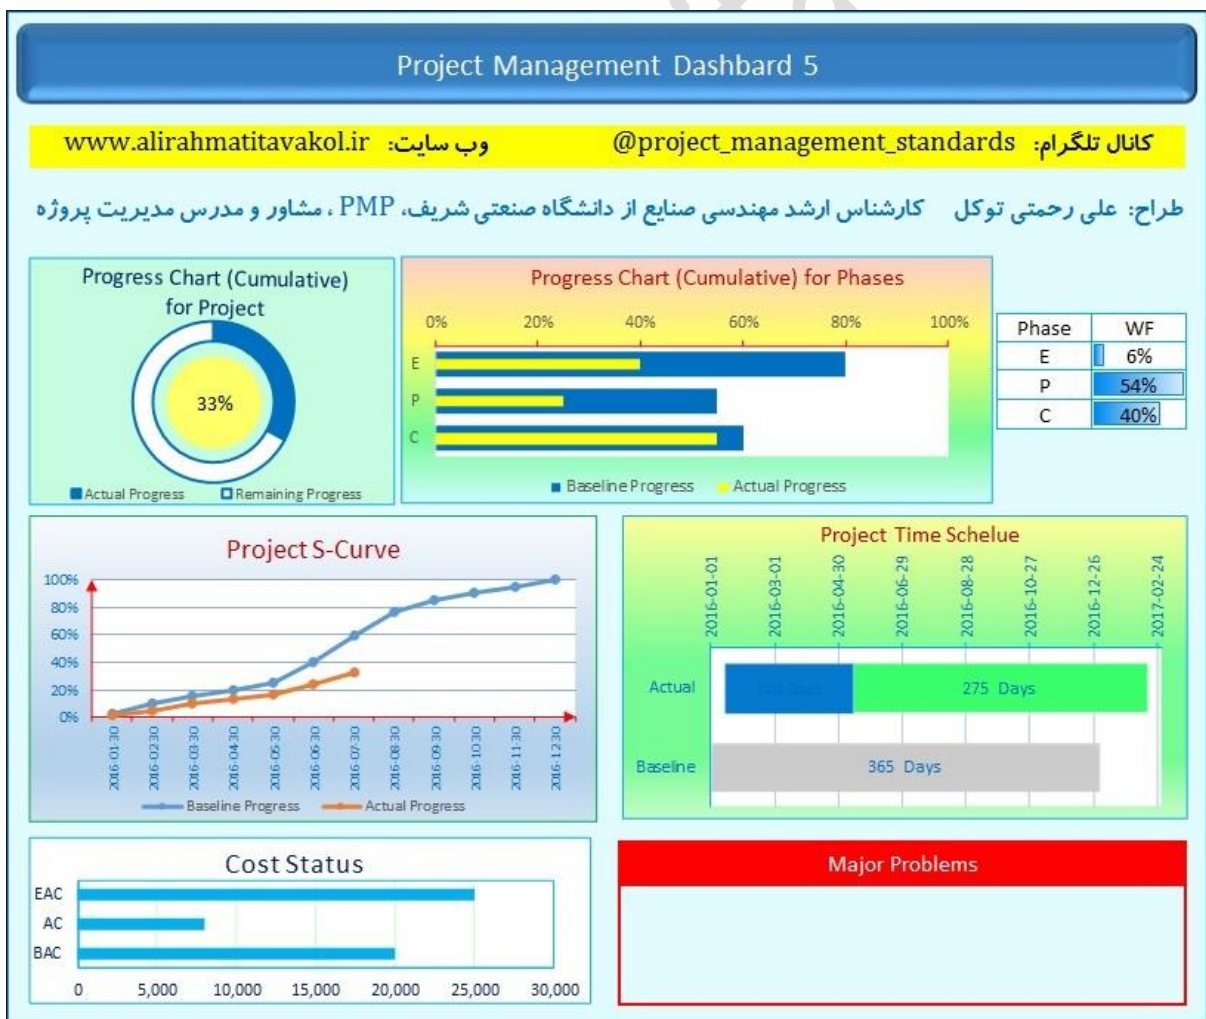 Project Management Dashbard 5
کانال تلگرام: @project_management_standards وب سایت: www.alirahmatitavakol.ir
طراح: علی رحمتی توکل کارشناس ارشد مهندسی صنایع از دانشگاه صنعتی شریف، PMP ، مشاور و مدرس مدیریت پروژه
Progress Chart (Cumulative)
for Project
33%
Actual Progress Remaining Progress
Progress Chart (Cumulative) for Phases
0% 20% 40% 60% 80% 100%
E
P
C
Baseline Progress Actual Progress
Phase WF
E 6%
P 54%
C 40%
Project S-Curve
100%
80%
60%
40%
20%
0%
2016-01-30
2016-02-30
2016-03-30
2016-04-30
2016-05-30
2016-06-30
2016-07-30
2016-08-30
2016-09-30
2016-10-30
2016-11-30
2016-12-30
Baseline Progress Actual Progress
Project Time Schelue
2016-01-01
2016-03-01
2016-04-30
2016-06-29
2016-08-28
2016-10-27
2016-12-26
2017-02-24
Actual 275 Days
Baseline 365 Days
Cost Status
EAC
AC
BAC
0 5,000 10,000 15,000 20,000 25,000 30,000
Major Problems